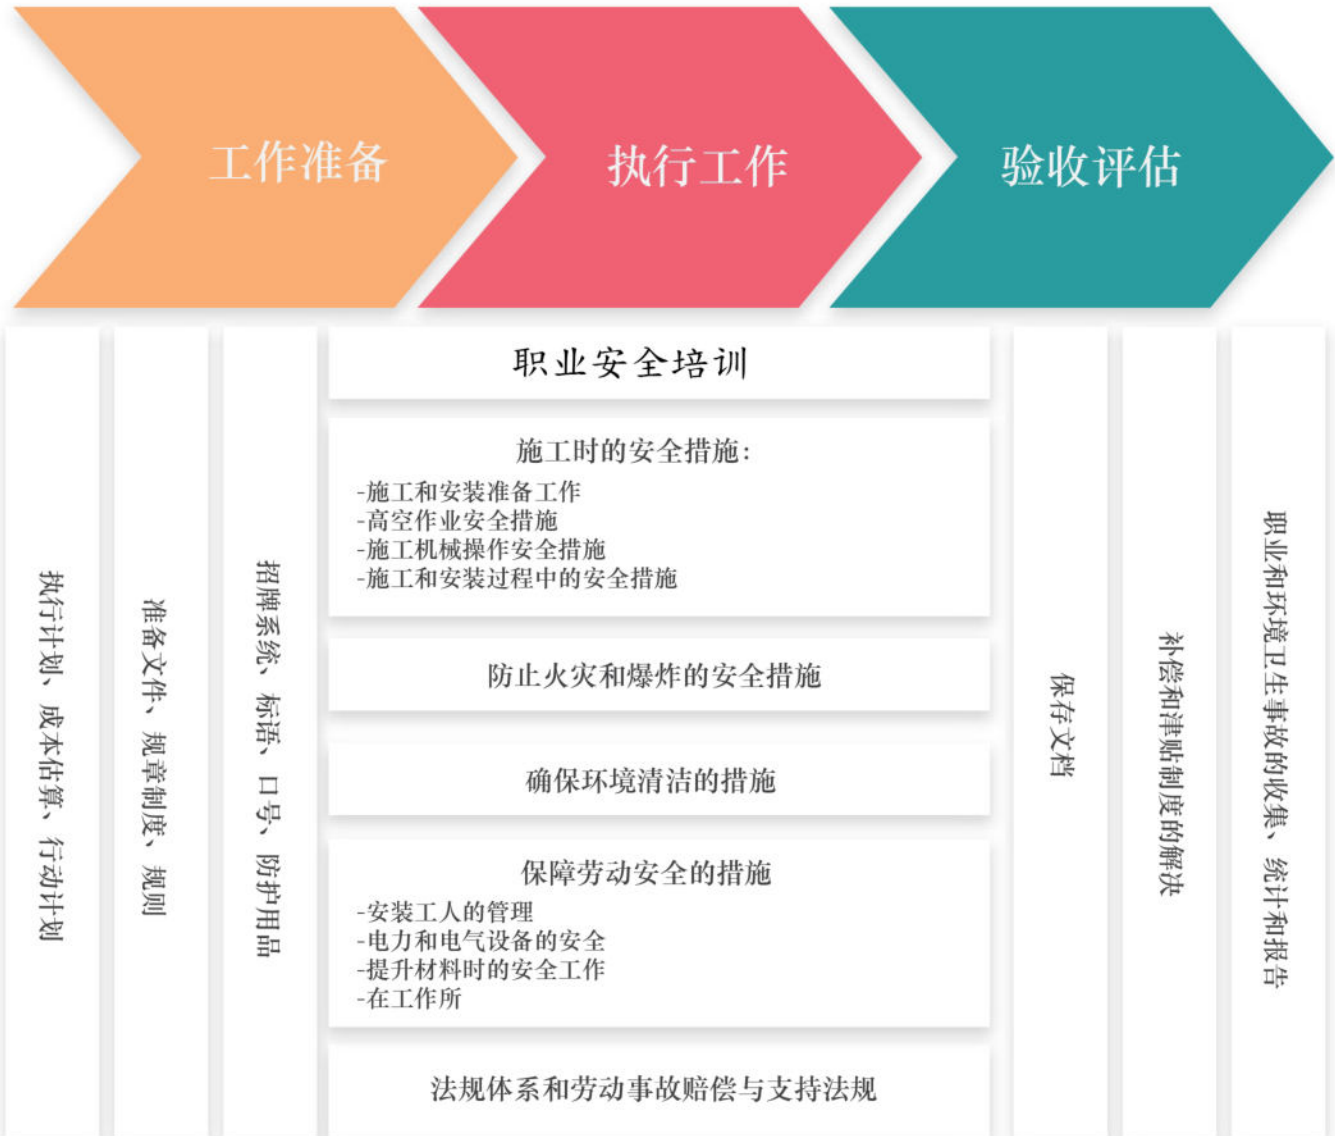 工作准备
执行工作
验收评估
执行计划、成本估算、行动计划
准备文件、规章制度、规则
招牌系统、标语、口号、防护用品
职业安全培训
施工时的安全措施:
-施工和安装准备工作
-高空作业安全措施
-施工机械操作安全措施
-施工和安装过程中的安全措施
防止火灾和爆炸的安全措施
确保环境清洁的措施
保障劳动安全的措施
-安装工人的管理
-电力和电气设备的安全
-提升材料时的安全工作
-在工作所
法规体系和劳动事故赔偿与支持法规
保存文档
补偿和津贴制度的解决
职业和环境卫生事故的收集、统计和报告